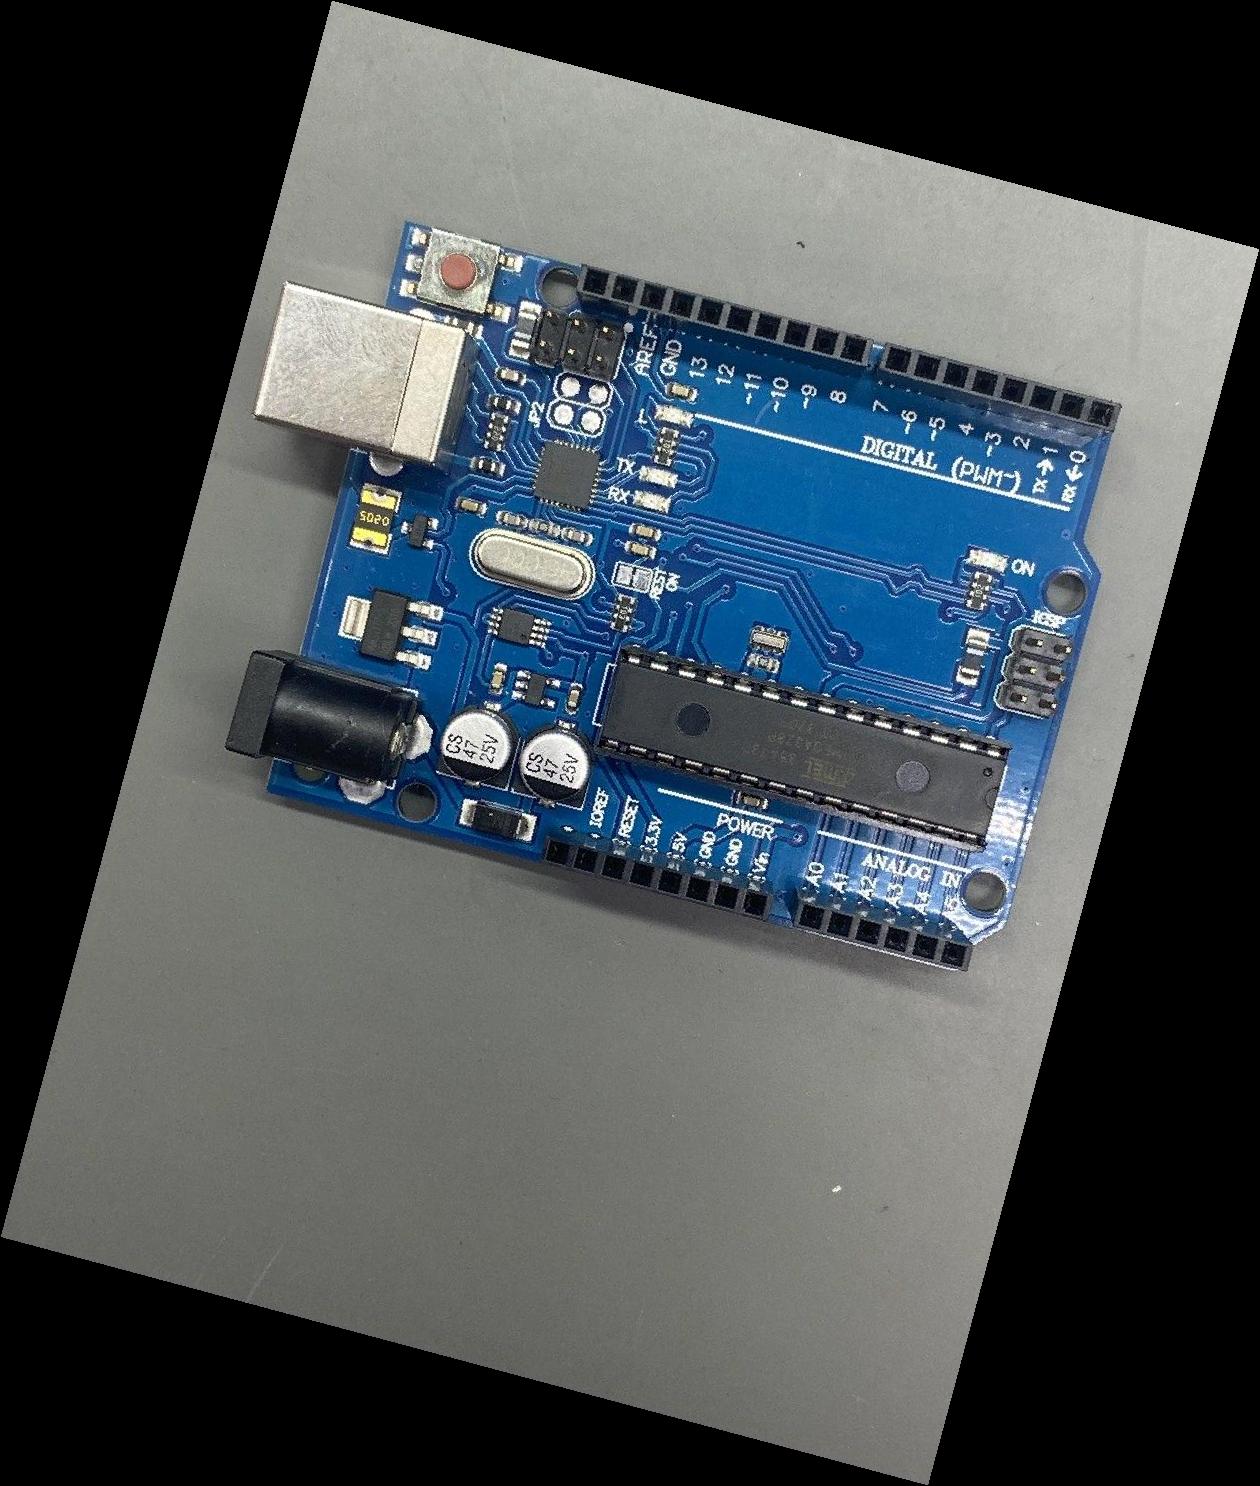 AREF
GND
13
12
~11
~10
~9
8
7
~6
~5
4
~3
2
TX→1
RX←0
L
TX
RX
DIGITAL (PWM~)
ON
ICSP
0205
CS
47
25V
CS
47
25V
ATMEL
IOREF
RESET
3.3V
5V
GND
GND
Vin
POWER
ANALOG IN
A0
A1
A2
A3
A4